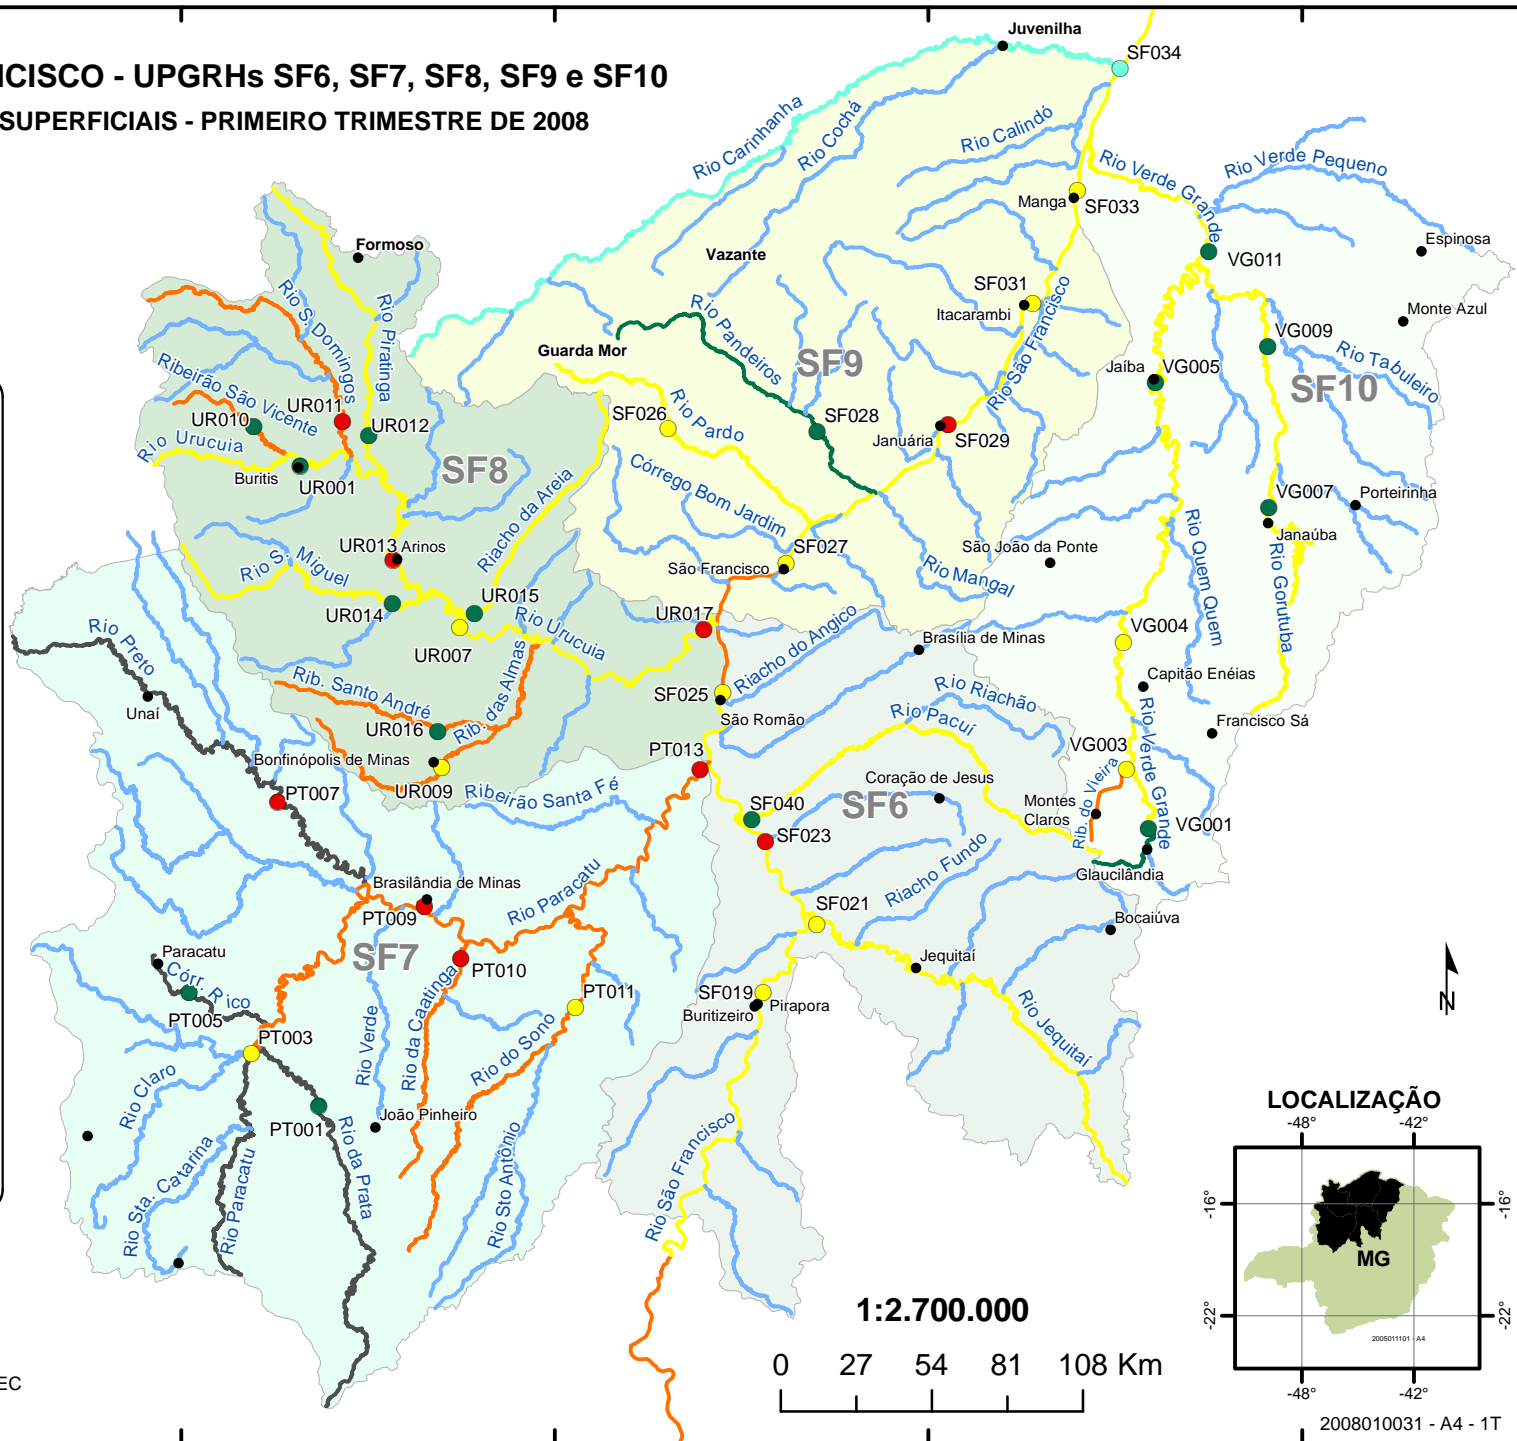 NCISCO - UPGRHs SF6, SF7, SF8, SF9 e SF10
SUPERFICIAIS - PRIMEIRO TRIMESTRE DE 2008
Juvenilha
SF034
Rio Carinhanha
Rio Cochá
Rio Calindó
Rio Verde Grande
Rio Verde Pequeno
Manga
SF033
Formoso
Vazante
Espinosa
VG011
SF031
Itacarambi
Rio São Francisco
Monte Azul
Rio S. Domingos
Rio Piratinga
Rio Pandeiros
Guarda Mor
SF9
VG009
Rio Tabuleiro
Jaíba
VG005
SF10
Ribeirão São Vicente
UR010
UR011
UR012
Rio Urucuia
Buritis
UR001
SF8
SF026
Rio Pardo
SF028
Januária
SF029
Córrego Bom Jardim
Riacho da Areia
VG007
Porteirinha
Janaúba
Rio Quem Quem
Rio Gorutuba
UR013
Arinos
Rio S. Miguel
SF027
São Francisco
São João da Ponte
Rio Mangal
UR014
UR015
UR007
Rio Urucuia
UR017
Riacho do Angico
Brasília de Minas
VG004
Rio Preto
Unaí
Rib. Santo André
Rib. das Almas
UR016
SF025
São Romão
Rio Riachão
Rio Pacuí
Capitão Enéias
Francisco Sá
Rio Verde Grande
Bonfinópolis de Minas
UR009
Ribeirão Santa Fé
PT013
PT007
VG003
Rib. do Vieira
Coração de Jesus
SF6
Montes
Claros
SF040
SF023
VG001
Glaucilândia
Riacho Fundo
Brasilândia de Minas
PT009
Rio Paracatu
SF021
Bocaiúva
SF7
Paracatu
Córr. Rico
PT005
PT010
Rio da Caatinga
PT011
Jequitaí
SF019
Pirapora
Buritizeiro
Rio Jequitaí
N
PT003
Rio Claro
Rio Verde
Rio do Sono
PT001
João Pinheiro
Rio da Prata
Rio Sto Antônio
Rio Sta. Catarina
Rio Paracatu
Rio São Francisco
LOCALIZAÇÃO
-48°
-42°
-16°
-16°
MG
-22°
-22°
2005011101 - A4
-48°
-42°
1:2.700.000
0 27 54 81 108 Km
EC
2008010031 - A4 - 1T